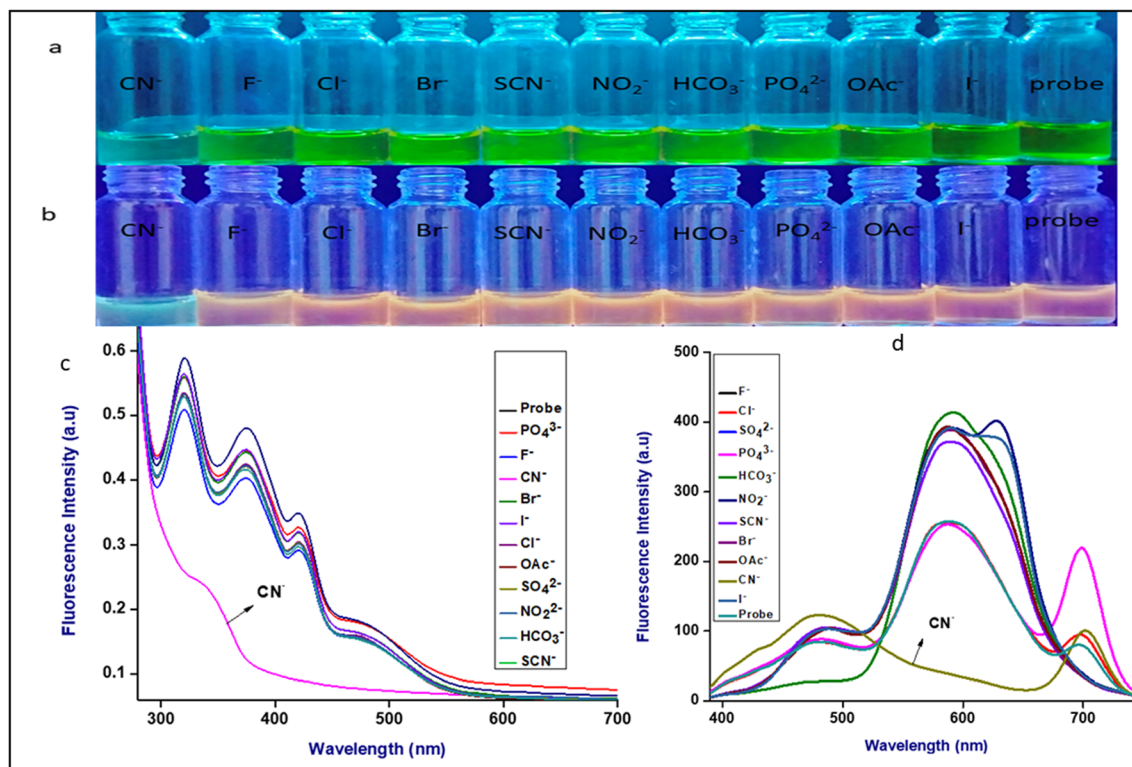 a
CN⁻ F⁻ Cl⁻ Br⁻ SCN⁻ NO₂⁻ HCO₃⁻ PO₄²⁻ OAc⁻ I⁻ probe
b
CN⁻ F⁻ Cl⁻ Br⁻ SCN⁻ NO₂⁻ HCO₃⁻ PO₄²⁻ OAc⁻ I⁻ probe
c
Fluorescence Intensity (a.u)
0.6
0.5
0.4
0.3
0.2
0.1
CN⁻
Probe
PO₄³⁻
F⁻
CN⁻
Br⁻
I⁻
Cl⁻
OAc⁻
SO₄²⁻
NO₂²⁻
HCO₃⁻
SCN⁻
300 400 500 600 700
Wavelength (nm)
d
Fluorescence Intensity (a.u)
500
400
300
200
100
0
F⁻
Cl⁻
SO₄²⁻
PO₄³⁻
HCO₃⁻
NO₂⁻
SCN⁻
Br⁻
OAc⁻
CN⁻
I⁻
Probe
CN⁻
400 500 600 700
Wavelength (nm)